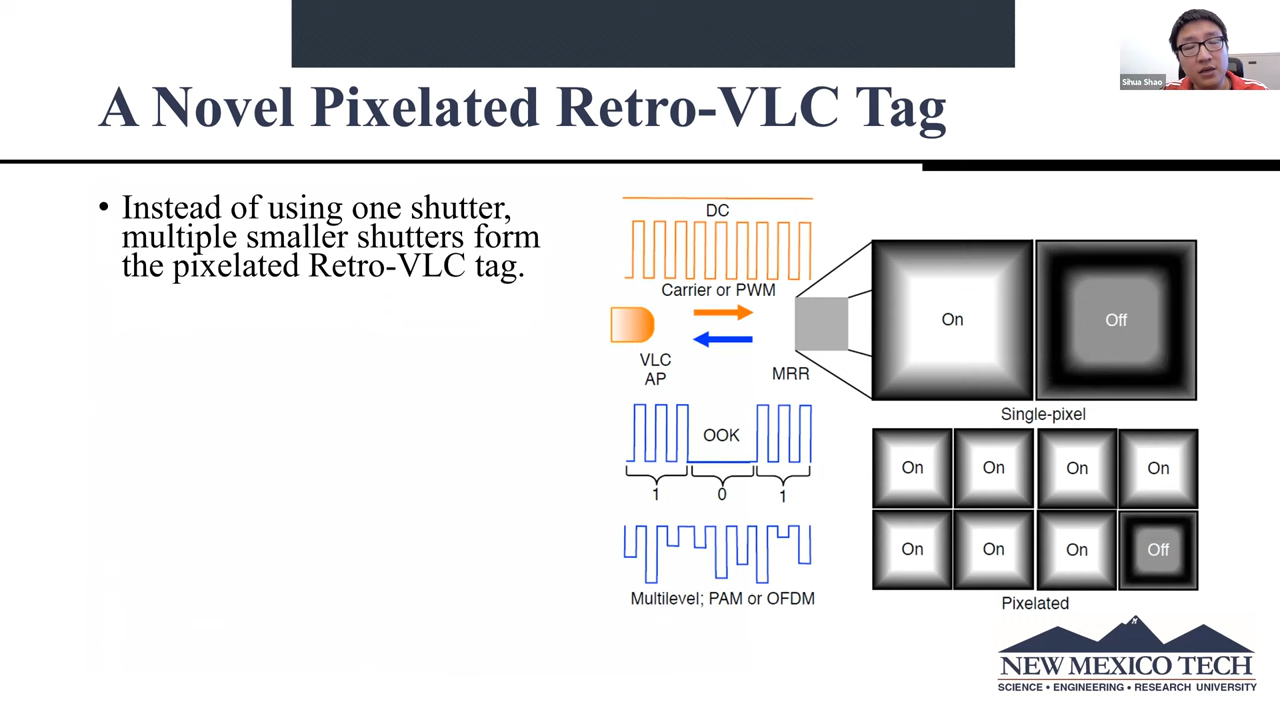 Sihua Shao
A Novel Pixelated Retro-VLC Tag
• Instead of using one shutter,
multiple smaller shutters form
the pixelated Retro-VLC tag.
DC
Carrier or PWM
VLC
AP
MRR
OOK
1 0 1
Multilevel; PAM or OFDM
On Off
Single-pixel
On On On On
On On On Off
Pixelated
NEW MEXICO TECH
SCIENCE • ENGINEERING • RESEARCH UNIVERSITY